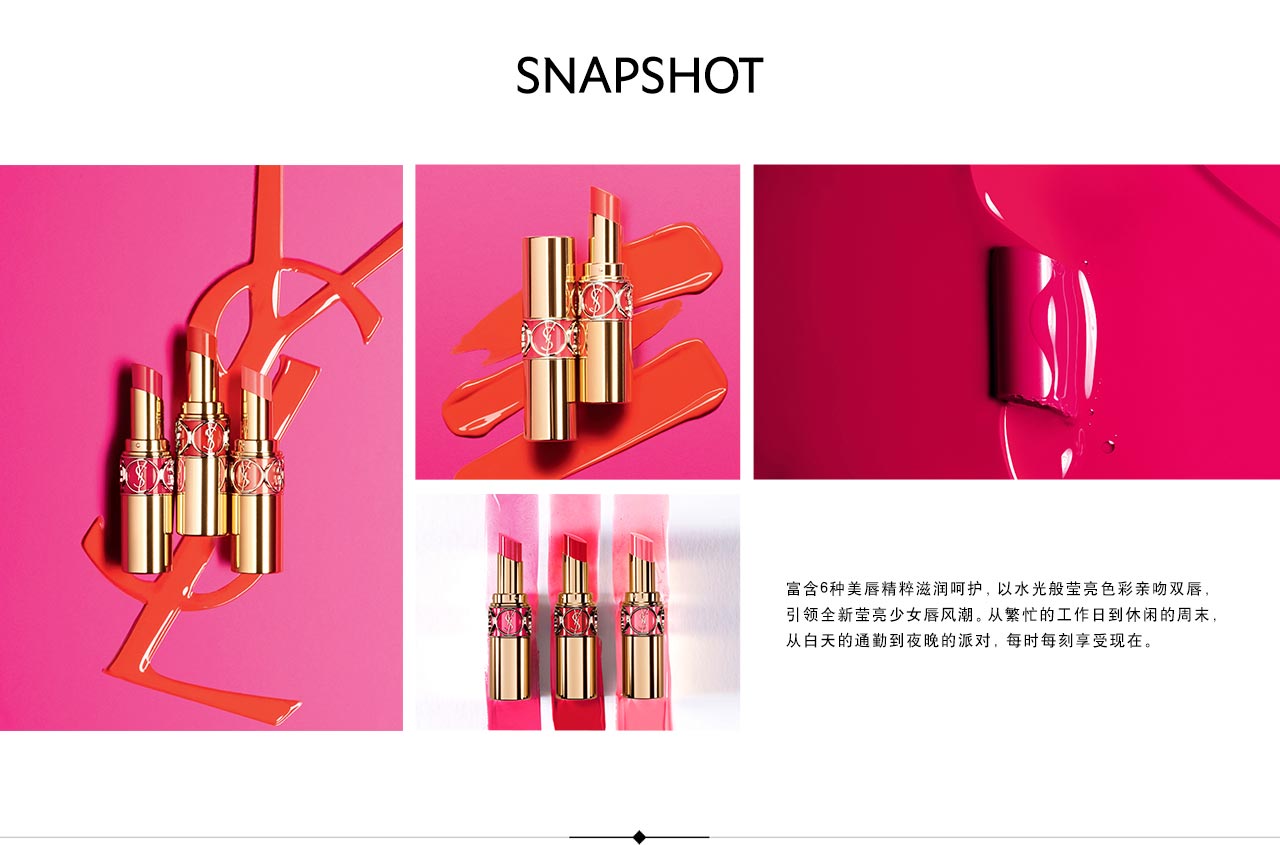 SNAPSHOT
富含6种美唇精粹滋润呵护，以水光般莹亮色彩亲吻双唇，
引领全新莹亮少女唇风潮。从繁忙的工作日到休闲的周末，
从白天的通勤到夜晚的派对，每时每刻享受现在。